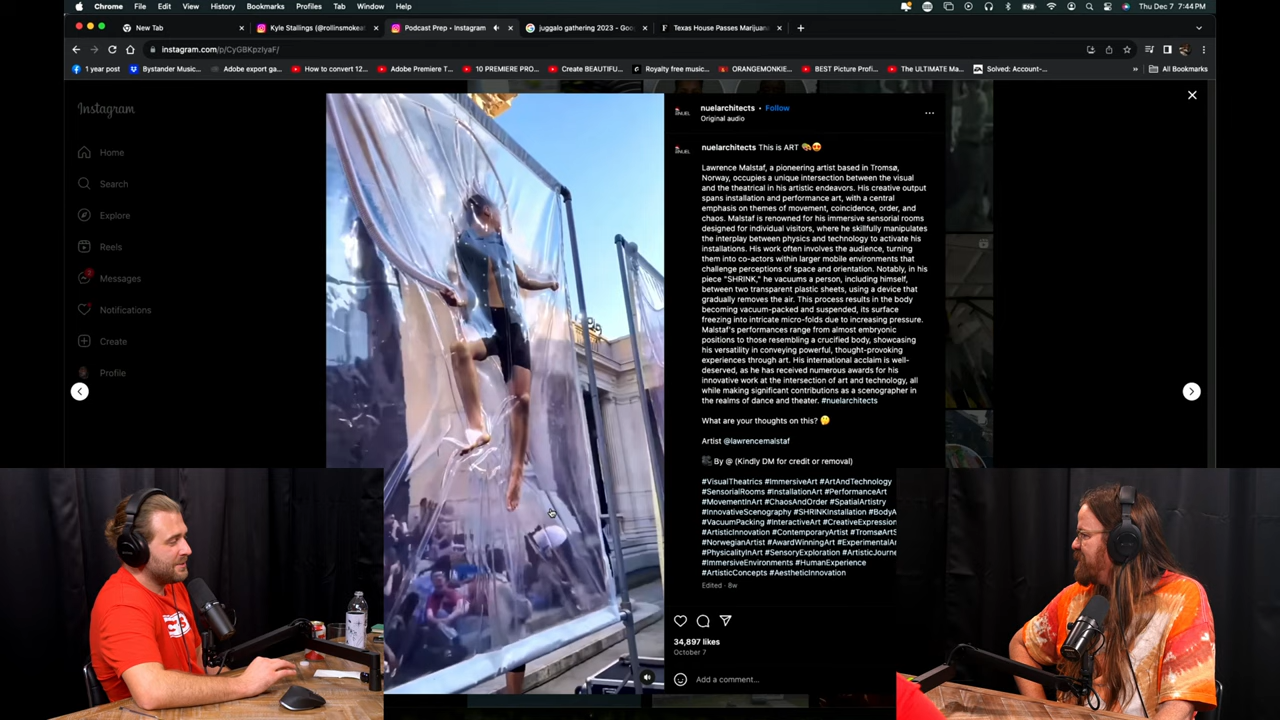 Chrome File Edit View History Bookmarks Profiles Tab Window Help
Thu Dec 7 7:44 PM
New Tab
Kyle Stallings (@rollinsmokea
Podcast Prep • Instagram
juggalo gathering 2023 - Goo
Texas House Passes Marijuan
instagram.com/p/CyGBKpzIyaF/
1 year post
Bystander Music...
Adobe export ga...
How to convert 12...
Adobe Premiere T...
10 PREMIERE PRO...
Create BEAUTIFU...
Royalty free music...
ORANGEMONKIE...
BEST Picture Profi...
The ULTIMATE Ma...
Solved: Account-...
All Bookmarks
Instagram
Home
Search
Explore
Reels
Messages
Notifications
Create
Profile
nuelarchitects • Follow
Original audio
nuelarchitects This is ART 🎨😍
Lawrence Malstaf, a pioneering artist based in Tromsø,
Norway, occupies a unique intersection between the visual
and the theatrical in his artistic endeavors. His creative output
spans installation and performance art, with a central
emphasis on themes of movement, coincidence, order, and
chaos. Malstaf is renowned for his immersive sensorial rooms
designed for individual visitors, where he skillfully manipulates
the interplay between physics and technology to activate his
installations. His work often involves the audience, turning
them into co-actors within larger mobile environments that
challenge perceptions of space and orientation. Notably, in his
piece "SHRINK," he vacuums a person, including himself,
between two transparent plastic sheets, using a device that
gradually removes the air. This process results in the body
becoming vacuum-packed and suspended, its surface
freezing into intricate micro-folds due to increasing pressure.
Malstaf's performances range from almost embryonic
positions to those resembling a crucified body, showcasing
his versatility in conveying powerful, thought-provoking
experiences through art. His international acclaim is well-
deserved, as he has received numerous awards for his
innovative work at the intersection of art and technology, all
while making significant contributions as a scenographer in
the realms of dance and theater. #nuelarchitects
What are your thoughts on this? 🤔
Artist @lawrencemalstaf
By @ (Kindly DM for credit or removal)
#VisualTheatrics #ImmersiveArt #ArtAndTechnology
#SensorialRooms #InstallationArt #PerformanceArt
#MovementInArt #ChaosAndOrder #SpatialArtistry
#InnovativeScenography #SHRINKInstallation #BodyA
#VacuumPacking #InteractiveArt #CreativeExpression
#ArtisticInnovation #ContemporaryArt #TromsøArtS
#NorwegianArtist #AwardWinningArt #ExperimentalAr
#PhysicalityInArt #SensoryExploration #ArtisticJourne
#ImmersiveEnvironments #HumanExperience
#ArtisticConcepts #AestheticInnovation
Edited · 8w
34,897 likes
October 7
Add a comment...